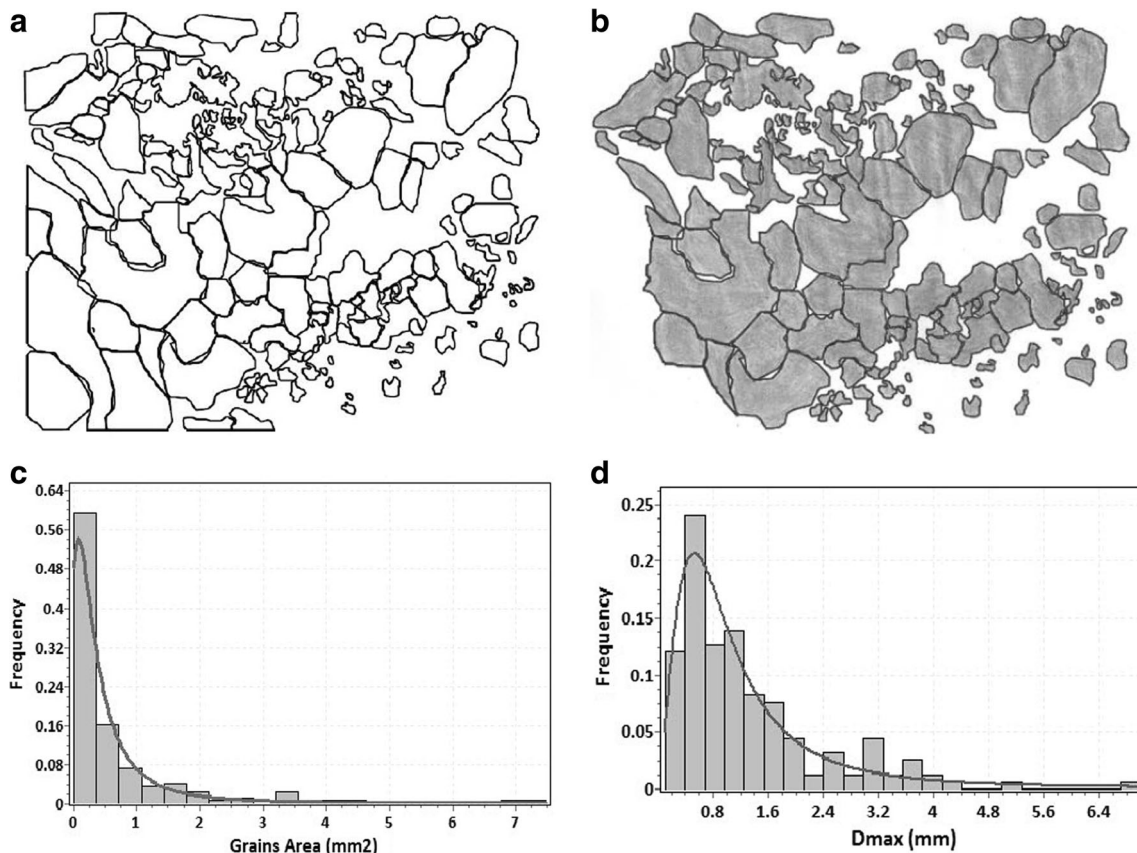 a
b
c
0.64
0.56
0.48
0.4
0.32
0.24
0.16
0.08
0
Frequency
0 1 2 3 4 5 6 7
Grains Area (mm2)
d
0.25
0.2
0.15
0.1
0.05
0
Frequency
0.8 1.6 2.4 3.2 4 4.8 5.6 6.4
Dmax (mm)